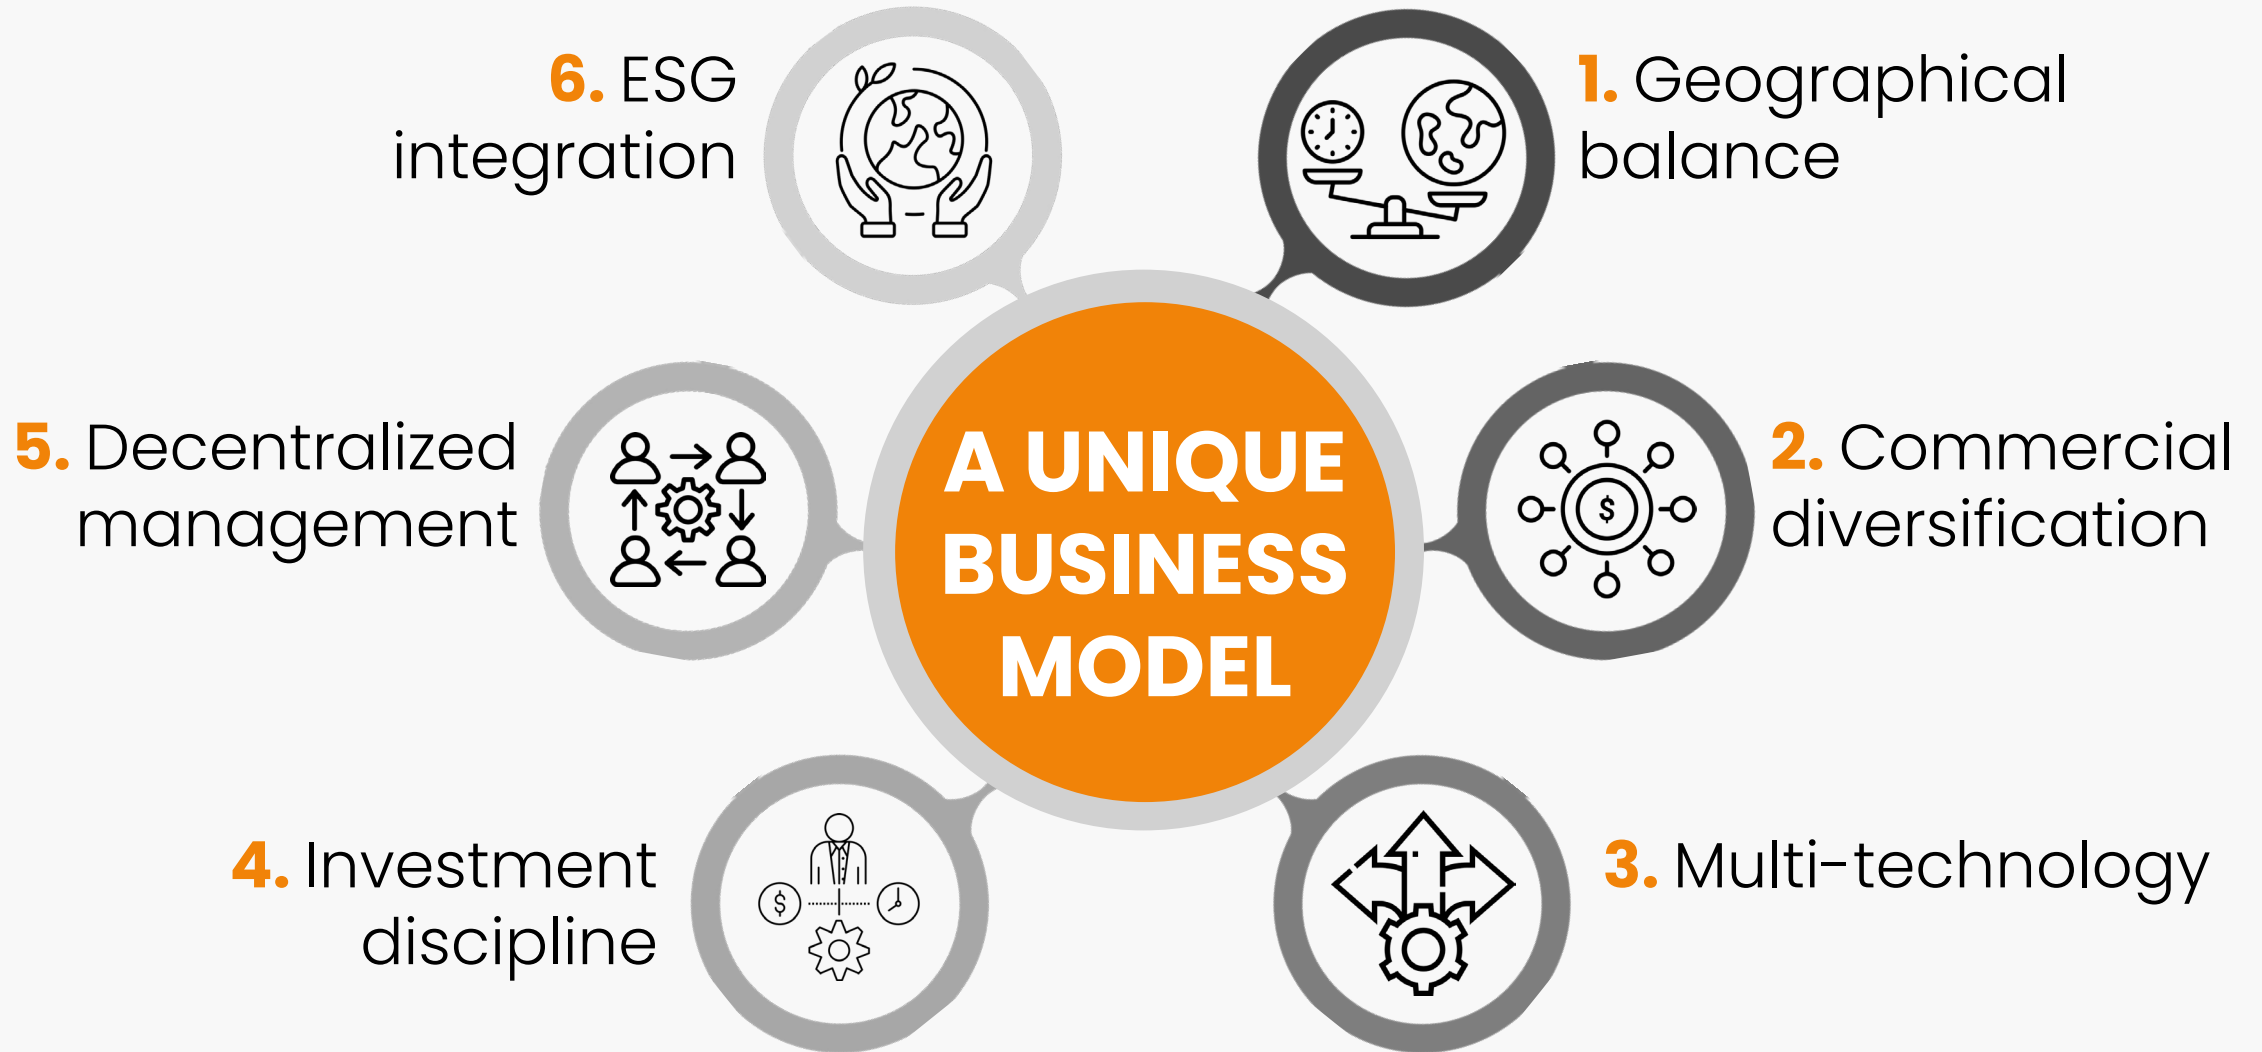 A UNIQUE
BUSINESS
MODEL
1. Geographical
balance
2. Commercial
diversification
$
3. Multi-technology
4. Investment
discipline
$
5. Decentralized
management
6. ESG
integration